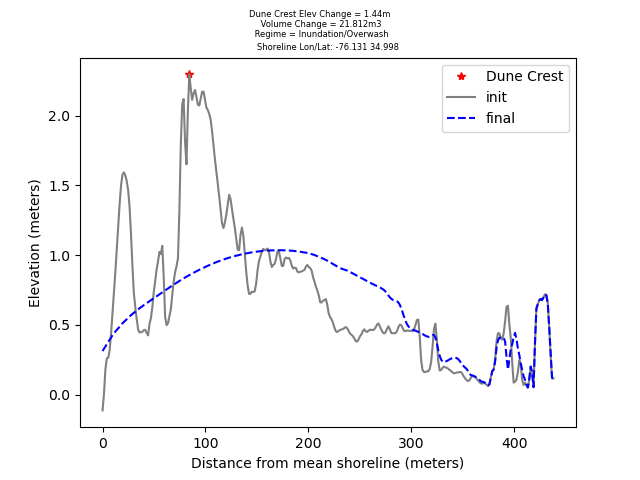 Dune Crest Elev Change = 1.44m
Volume Change = 21.812m3
Regime = Inundation/Overwash
Shoreline Lon/Lat: -76.131 34.998
Dune Crest
init
final
Elevation (meters)
2.0
1.5
1.0
0.5
0.0
0 100 200 300 400
Distance from mean shoreline (meters)